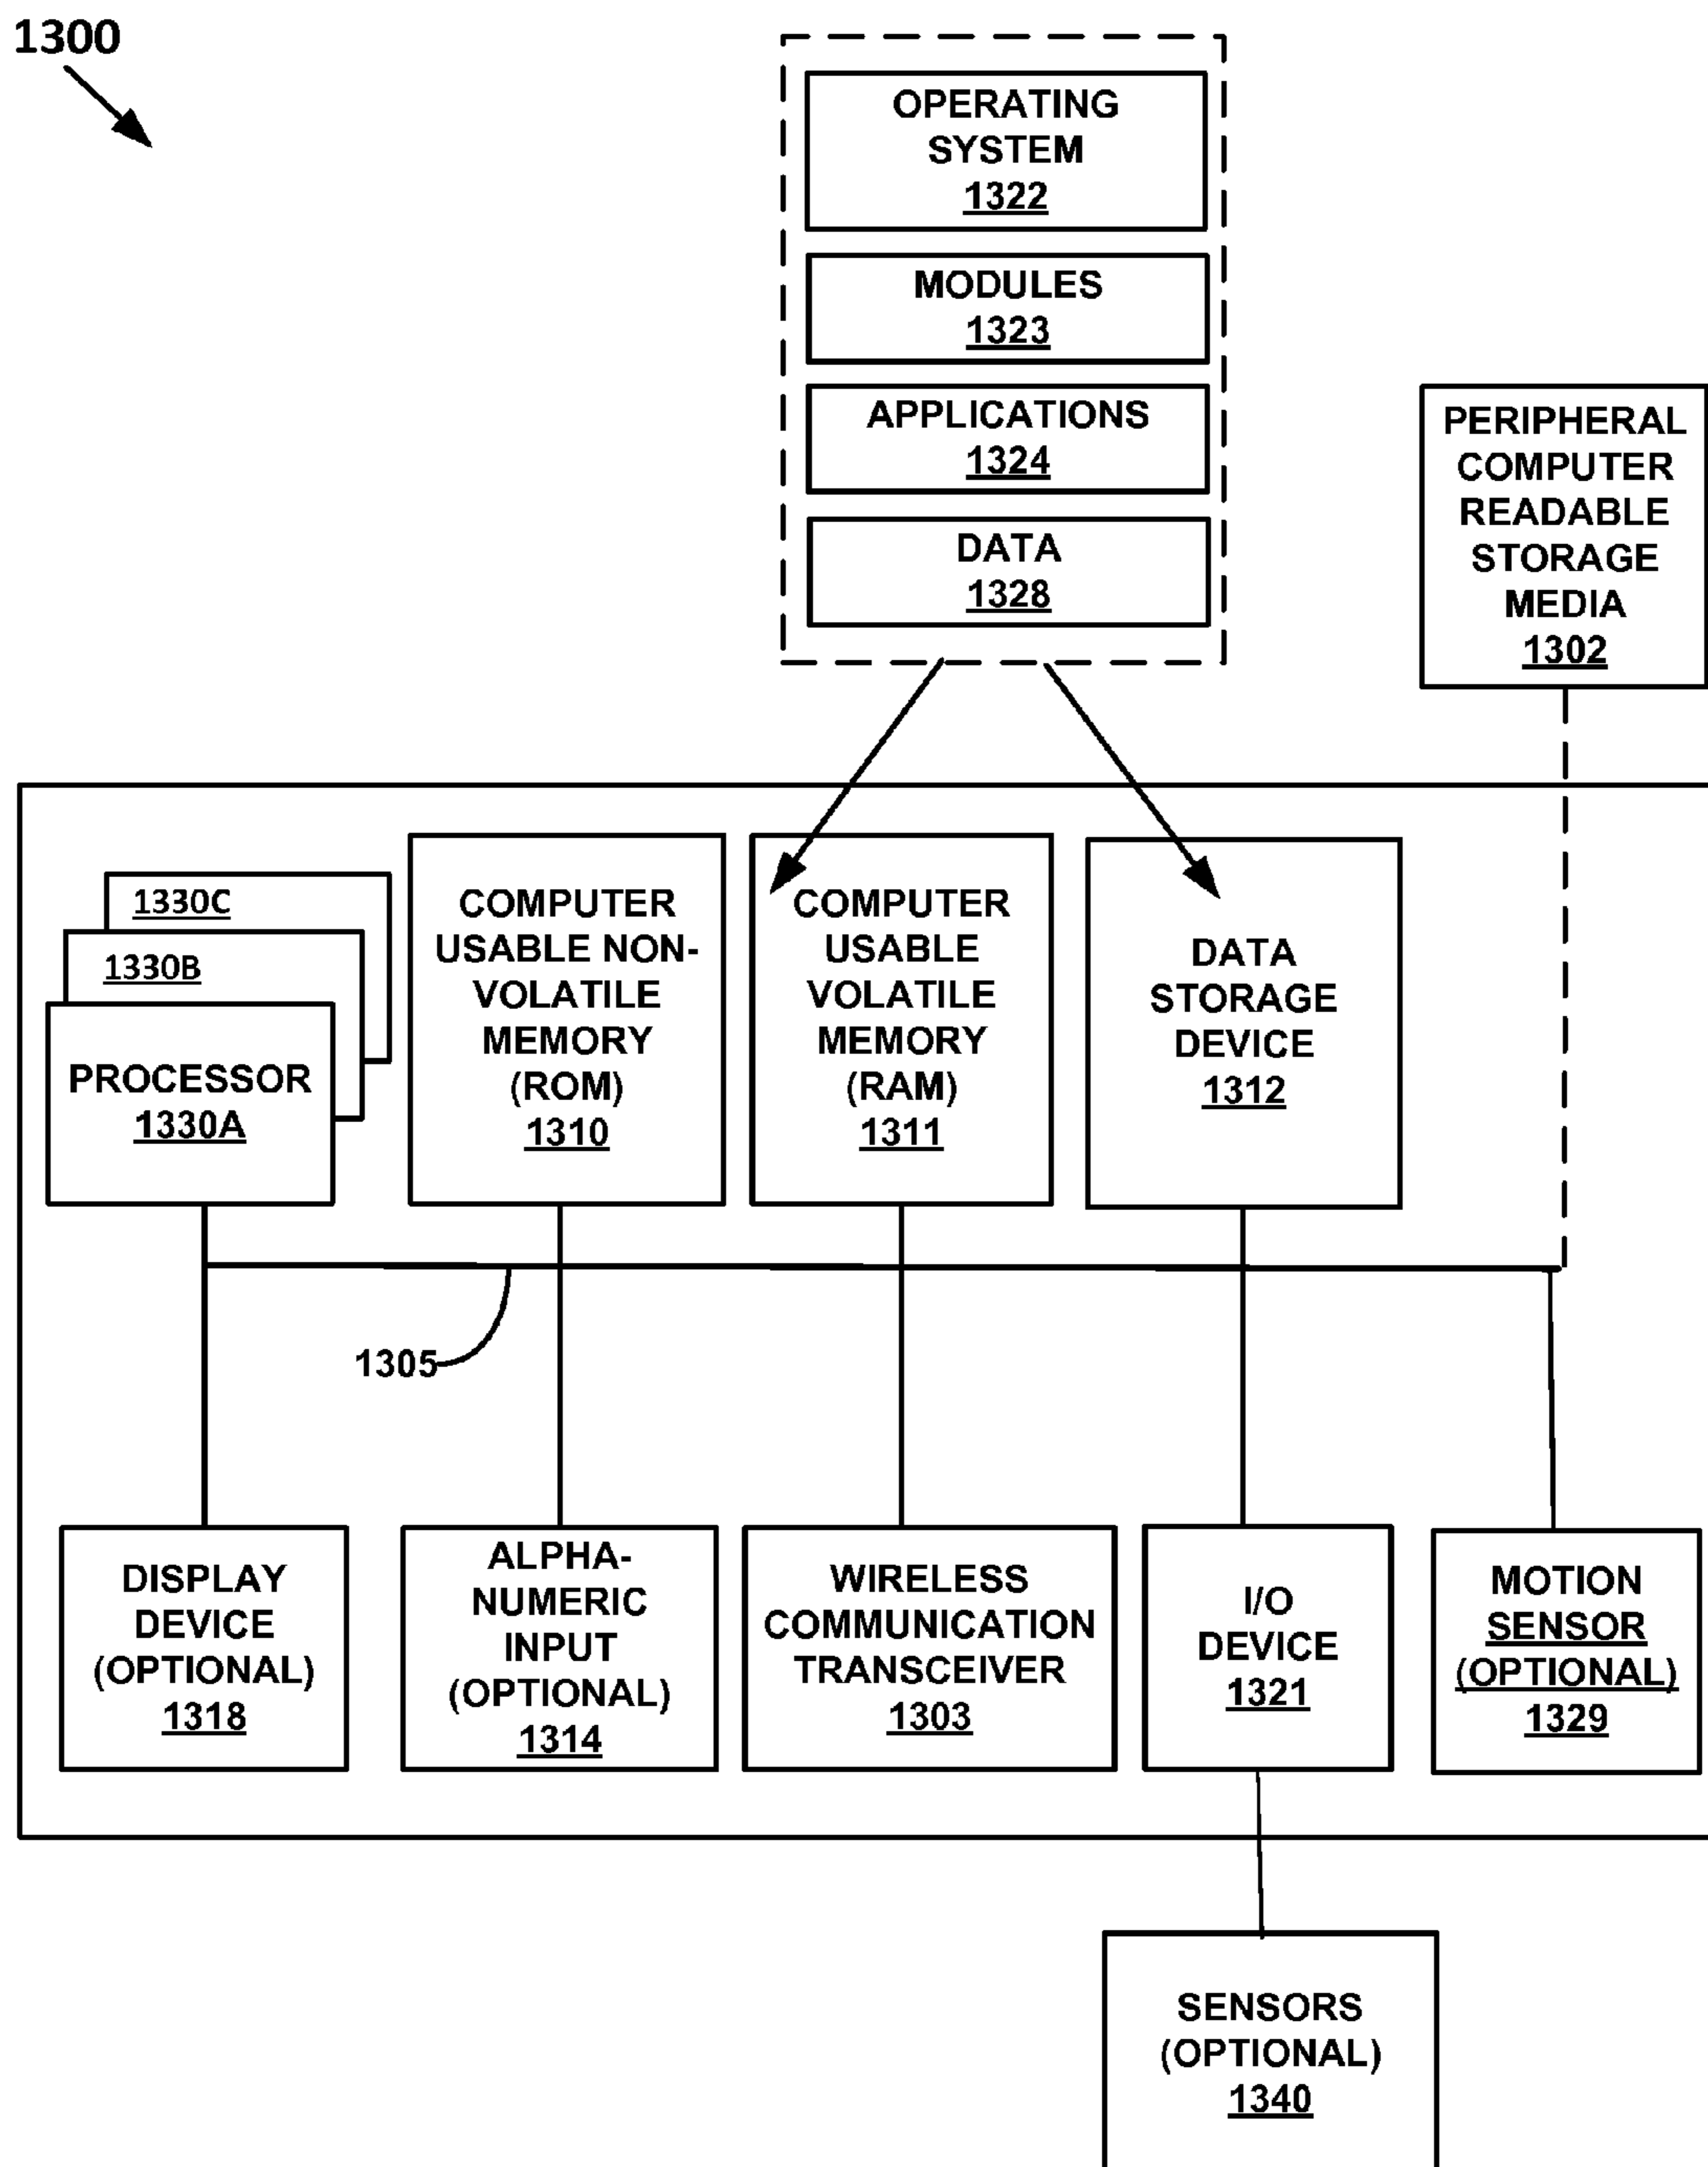 1300
OPERATING
SYSTEM
1322
MODULES
1323
APPLICATIONS
1324
DATA
1328
PERIPHERAL
COMPUTER
READABLE
STORAGE
MEDIA
1302
1330C
1330B
PROCESSOR
1330A
COMPUTER
USABLE NON-
VOLATILE
MEMORY
(ROM)
1310
COMPUTER
USABLE
VOLATILE
MEMORY
(RAM)
1311
DATA
STORAGE
DEVICE
1312
1305
DISPLAY
DEVICE
(OPTIONAL)
1318
ALPHA-
NUMERIC
INPUT
(OPTIONAL)
1314
WIRELESS
COMMUNICATION
TRANSCEIVER
1303
I/O
DEVICE
1321
MOTION
SENSOR
(OPTIONAL)
1329
SENSORS
(OPTIONAL)
1340